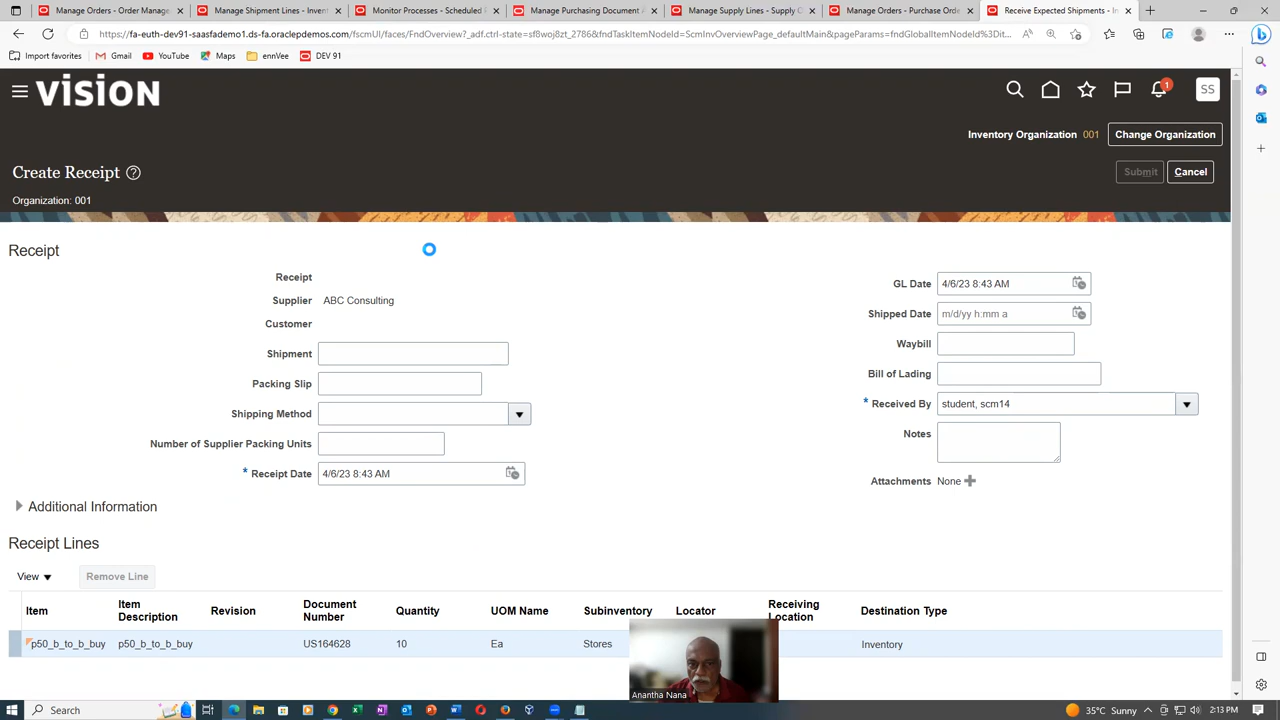 Manage Orders - Order Manage
Manage Shipment Lines - Invent
Monitor Processes - Scheduled P
Manage Purchasing Document A
Manage Supply Lines - Supply C
Manage Orders - Purchase Orde
Receive Expected Shipments - In
https://fa-euth-dev91-saasfademo1.ds-fa.oraclepdemos.com/fscmUI/faces/FndOverview?_adf.ctrl-state=sf8woj8zt_2786&fndTaskItemNodeId=ScmInvOverviewPage_defaultMain&pageParams=fndGlobalItemNodeId%3Dit...
Import favorites
Gmail
YouTube
Maps
ennVee
DEV 91
VISION
1
SS
Inventory Organization 001 Change Organization
Create Receipt ?
Submit Cancel
Organization: 001
Receipt
Receipt
Supplier ABC Consulting
Customer
Shipment
Packing Slip
Shipping Method
Number of Supplier Packing Units
* Receipt Date 4/6/23 8:43 AM
GL Date 4/6/23 8:43 AM
Shipped Date m/d/yy h:mm a
Waybill
Bill of Lading
* Received By student, scm14
Notes
Attachments None
Additional Information
Receipt Lines
View Remove Line
Item Item Description Revision Document Number Quantity UOM Name Subinventory Locator Receiving Location Destination Type
p50_b_to_b_buy p50_b_to_b_buy US164628 10 Ea Stores Inventory
Anantha Nana
Search
35°C Sunny
2:13 PM